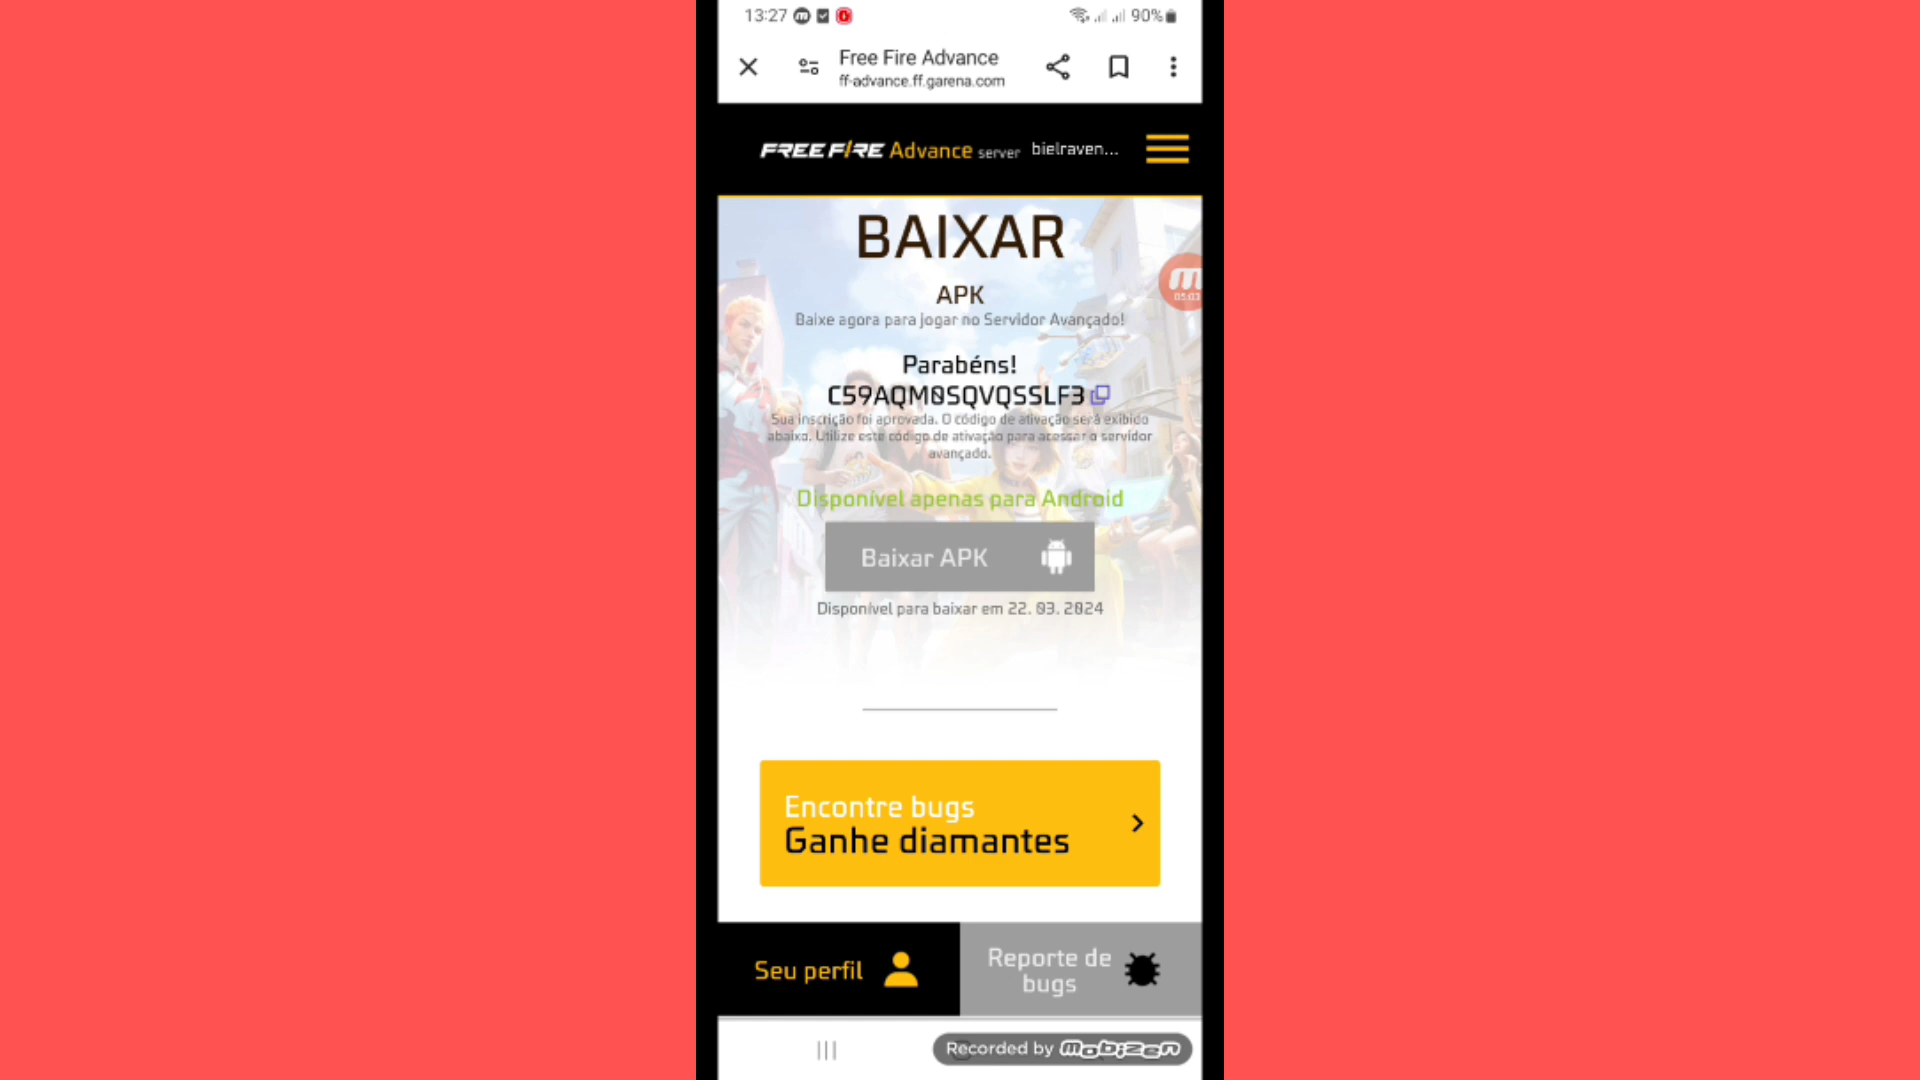 13:27
90%
Free Fire Advance
ff-advance.ff.garena.com
FREE FIRE Advance server bielraven...
BAIXAR
APK
Baixe agora para jogar no Servidor Avançado!
05:03
Parabéns!
C59AQM0SQVQSSLF3
Sua inscrição foi aprovada. O código de ativação será exibido
abaixo. Utilize este código de ativação para acessar o servidor
avançado.
Disponível apenas para Android
Baixar APK
Disponível para baixar em 22. 03. 2024
Encontre bugs
Ganhe diamantes
Seu perfil
Reporte de
bugs
Recorded by mobizen